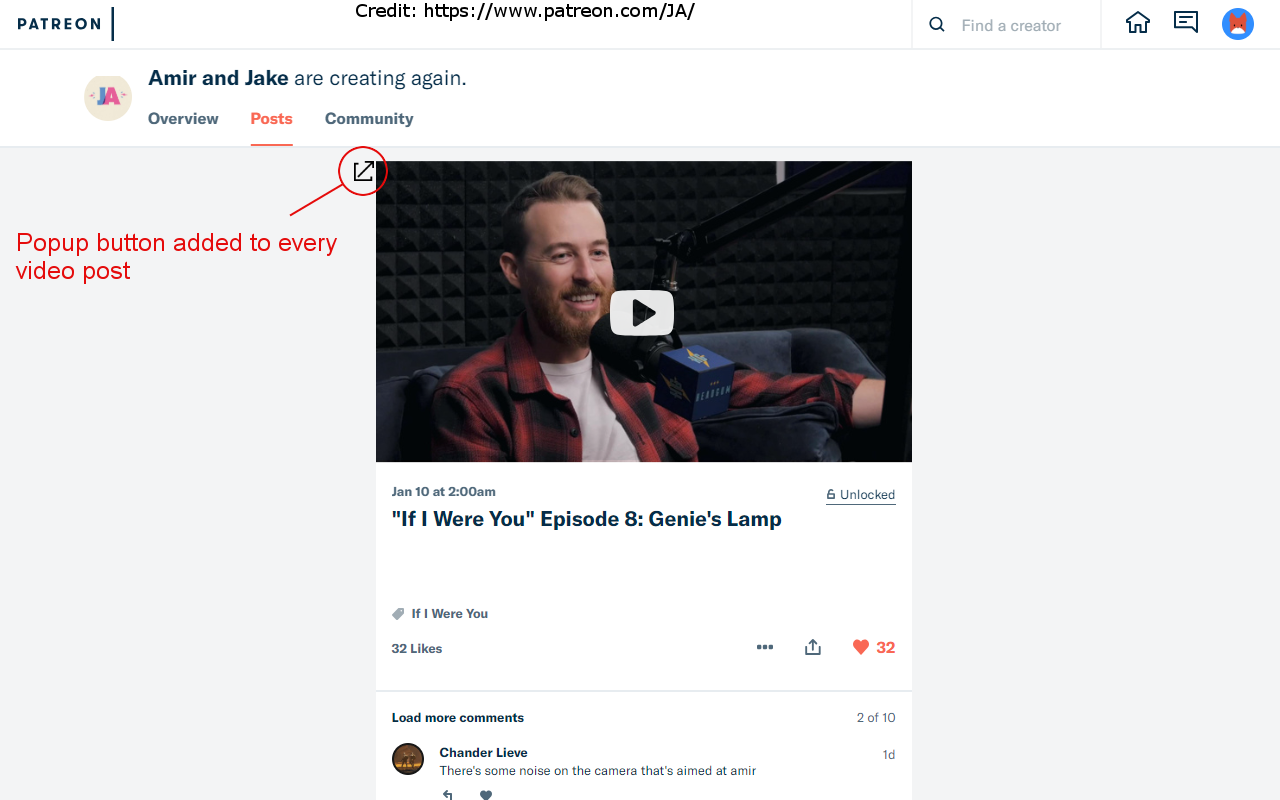 PATREON
Credit: https://www.patreon.com/JA/
Find a creator
JA
Amir and Jake are creating again.
Overview Posts Community
Popup button added to every
video post
HEADGUM
Jan 10 at 2:00am
Unlocked
"If I Were You" Episode 8: Genie's Lamp
If I Were You
32 Likes
32
Load more comments
2 of 10
Chander Lieve
1d
There's some noise on the camera that's aimed at amir